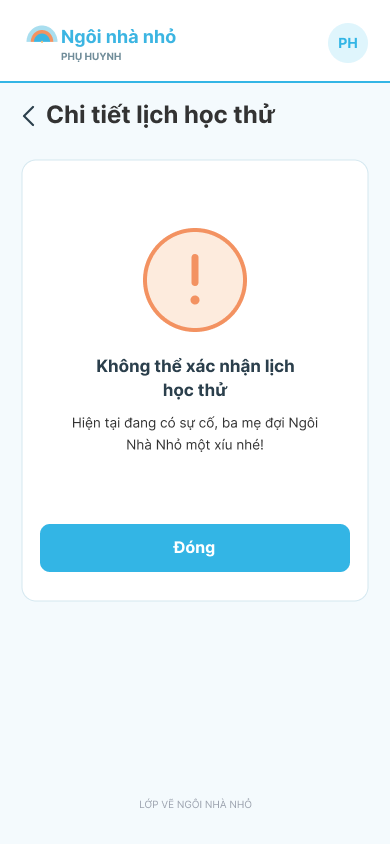 Ngôi nhà nhỏ
PHỤ HUYNH
PH
Chi tiết lịch học thử
Không thể xác nhận lịch
học thử
Hiện tại đang có sự cố, ba mẹ đợi Ngôi
Nhà Nhỏ một xíu nhé!
Đóng
LỚP VẼ NGÔI NHÀ NHỎ